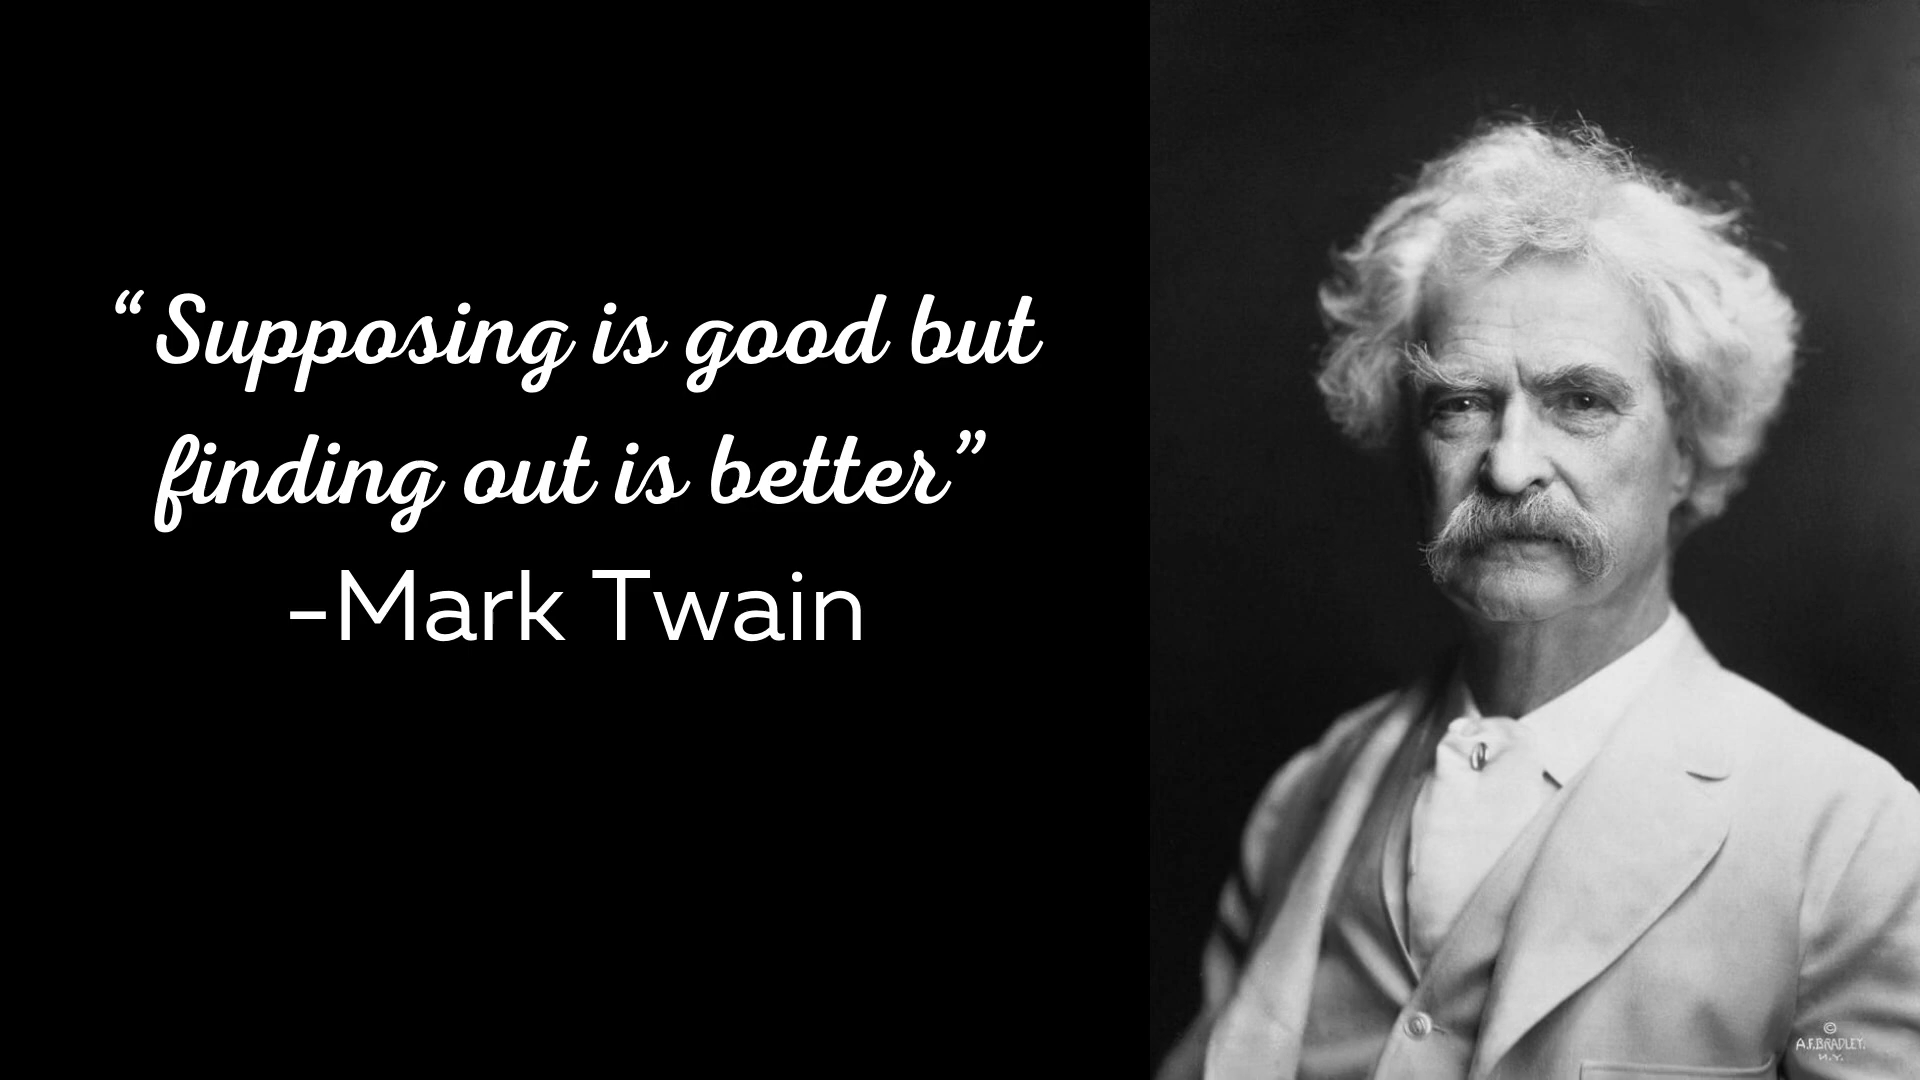 “Supposing is good but
finding out is better”
-Mark Twain
©
A.F.BRADLEY.
N.Y.